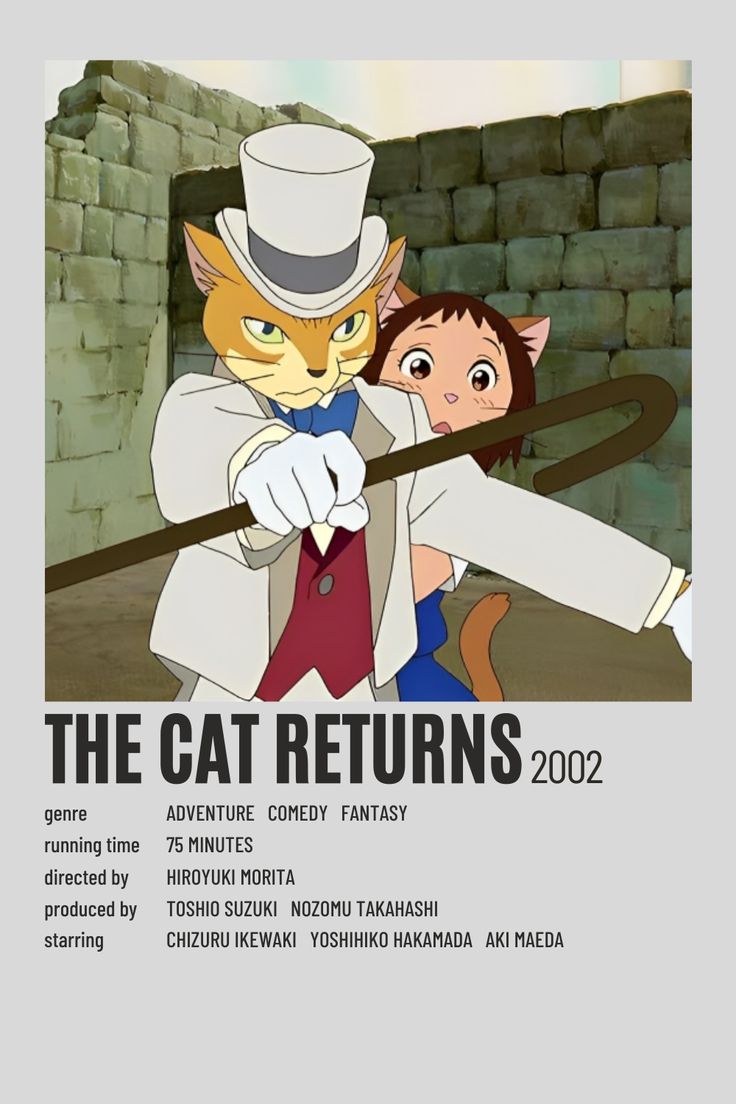 THE CAT RETURNS 2002
genre ADVENTURE COMEDY FANTASY
running time 75 MINUTES
directed by HIROYUKI MORITA
produced by TOSHIO SUZUKI NOZOMU TAKAHASHI
starring CHIZURU IKEWAKI YOSHIHIKO HAKAMADA AKI MAEDA